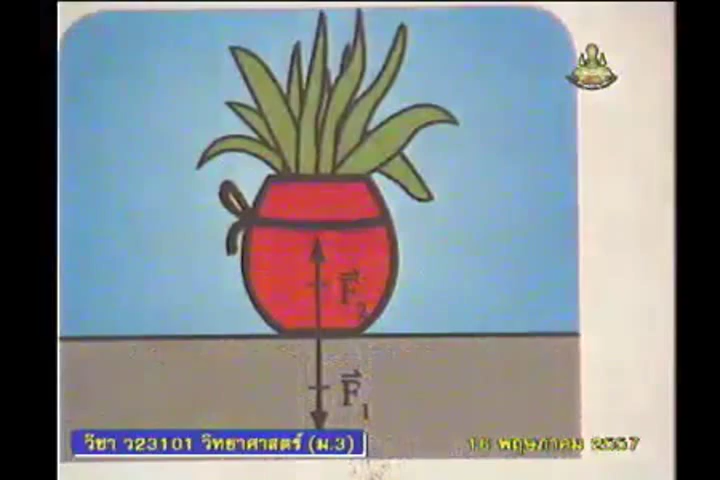 F₂
F₁
วิชา ว23101 วิทยาศาสตร์ (ม.3)
16 พฤษภาคม 2557